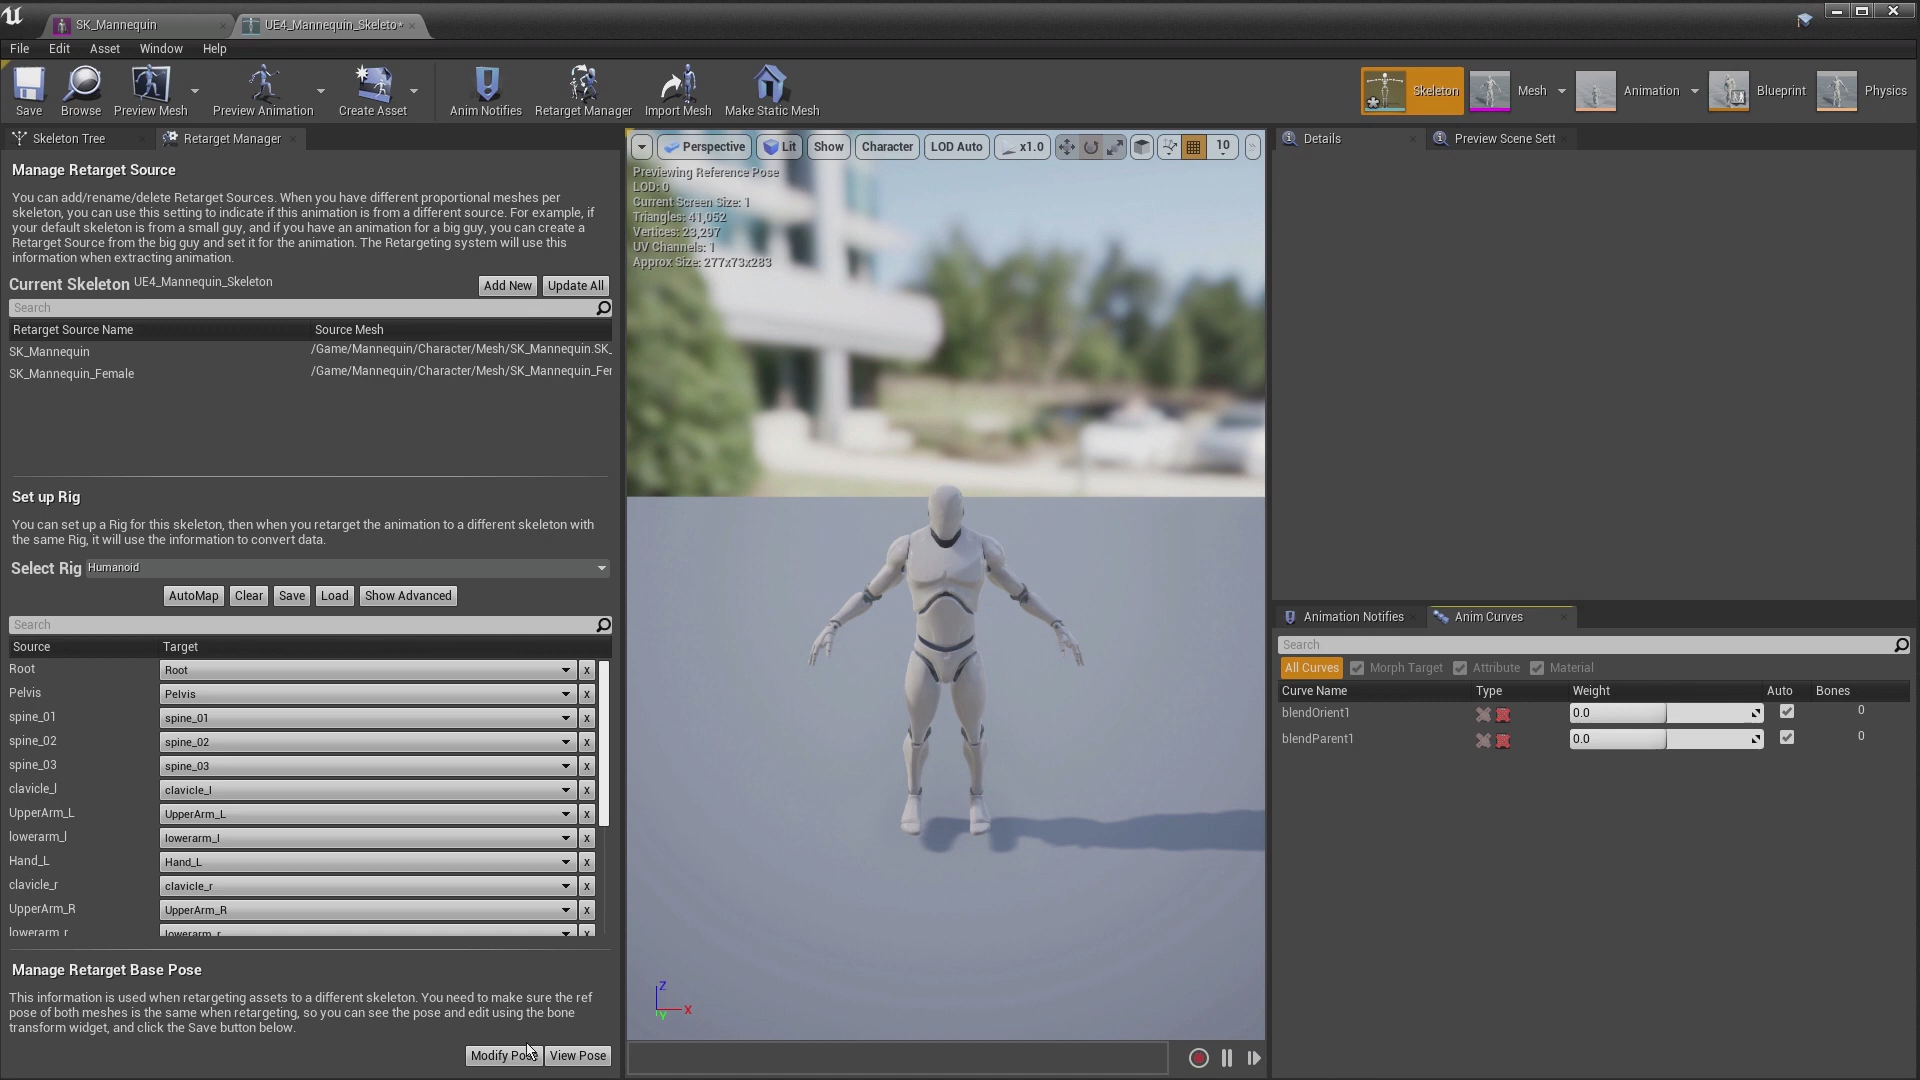 SK_Mannequin
UE4_Mannequin_Skeleto*
File Edit Asset Window Help
Save Browse Preview Mesh Preview Animation Create Asset Anim Notifies Retarget Manager Import Mesh Make Static Mesh
Skeleton Mesh Animation Blueprint Physics
Skeleton Tree Retarget Manager
Manage Retarget Source
You can add/rename/delete Retarget Sources. When you have different proportional meshes per
skeleton, you can use this setting to indicate if this animation is from a different source. For example, if
your default skeleton is from a small guy, and if you have an animation for a big guy, you can create a
Retarget Source from the big guy and set it for the animation. The Retargeting system will use this
information when extracting animation.
Current Skeleton UE4_Mannequin_Skeleton Add New Update All
Search
Retarget Source Name Source Mesh
SK_Mannequin /Game/Mannequin/Character/Mesh/SK_Mannequin.SK_
SK_Mannequin_Female /Game/Mannequin/Character/Mesh/SK_Mannequin_Fer
Set up Rig
You can set up a Rig for this skeleton, then when you retarget the animation to a different skeleton with
the same Rig, it will use the information to convert data.
Select Rig Humanoid
AutoMap Clear Save Load Show Advanced
Search
Source Target
Root Root x
Pelvis Pelvis x
spine_01 spine_01 x
spine_02 spine_02 x
spine_03 spine_03 x
clavicle_l clavicle_l x
UpperArm_L UpperArm_L x
lowerarm_l lowerarm_l x
Hand_L Hand_L x
clavicle_r clavicle_r x
UpperArm_R UpperArm_R x
lowerarm_r lowerarm_r x
Manage Retarget Base Pose
This information is used when retargeting assets to a different skeleton. You need to make sure the ref
pose of both meshes is the same when retargeting, so you can see the pose and edit using the bone
transform widget, and click the Save button below.
Modify Pose View Pose
Perspective Lit Show Character LOD Auto x1.0 10
Previewing Reference Pose
LOD: 0
Current Screen Size: 1
Triangles: 41,052
Vertices: 23,297
UV Channels: 1
Approx Size: 277x73x283
Z
X
Y
Details Preview Scene Sett
Animation Notifies Anim Curves
Search
All Curves Morph Target Attribute Material
Curve Name Type Weight Auto Bones
blendOrient1 0.0 0
blendParent1 0.0 0